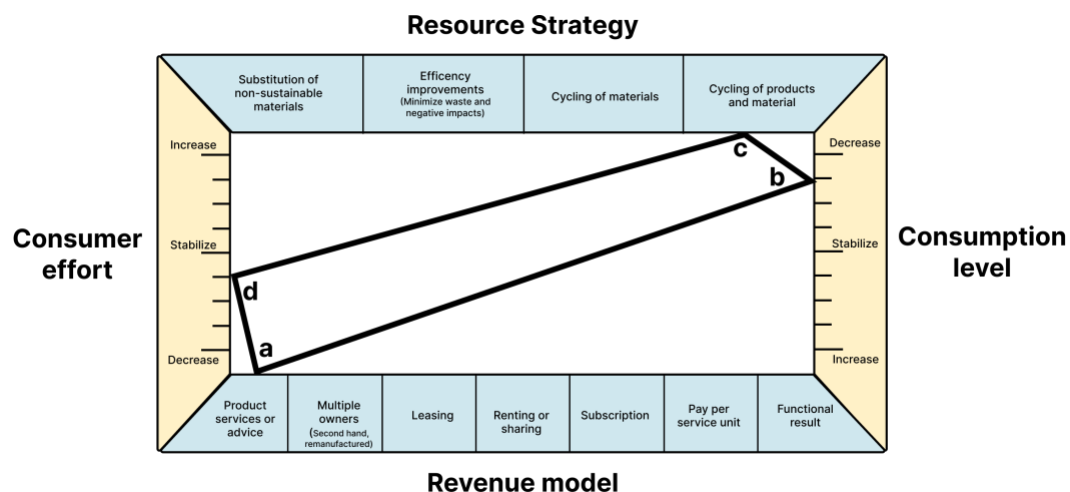 Resource Strategy
Substitution of
non-sustainable
materials
Efficency
improvements
(Minimize waste and
negative impacts)
Cycling of materials
Cycling of products
and material
Increase
Stabilize
Decrease
Consumer
effort
c
b
d
a
Decrease
Stabilize
Increase
Consumption
level
Product
services or
advice
Multiple
owners
(Second hand,
remanufactured)
Leasing
Renting or
sharing
Subscription
Pay per
service unit
Functional
result
Revenue model